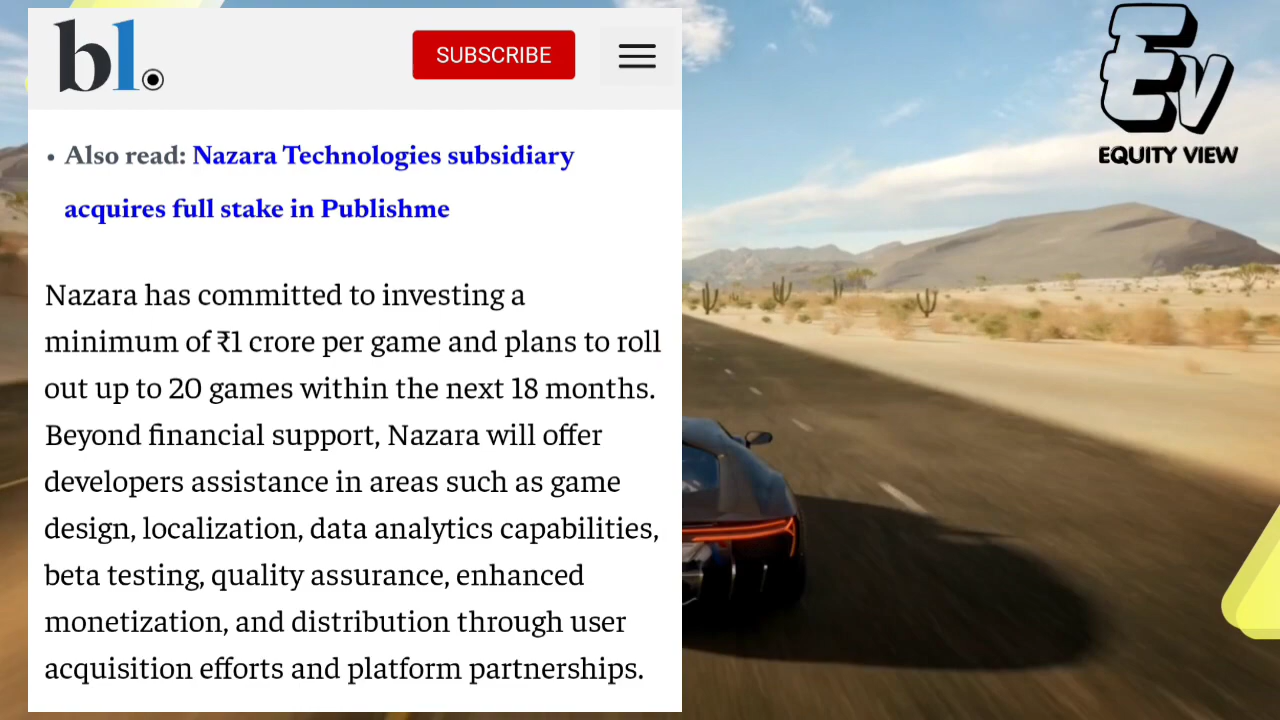 bl.
SUBSCRIBE
• Also read: Nazara Technologies subsidiary
acquires full stake in Publishme
Nazara has committed to investing a
minimum of ₹1 crore per game and plans to roll
out up to 20 games within the next 18 months.
Beyond financial support, Nazara will offer
developers assistance in areas such as game
design, localization, data analytics capabilities,
beta testing, quality assurance, enhanced
monetization, and distribution through user
acquisition efforts and platform partnerships.
Ev
EQUITY VIEW